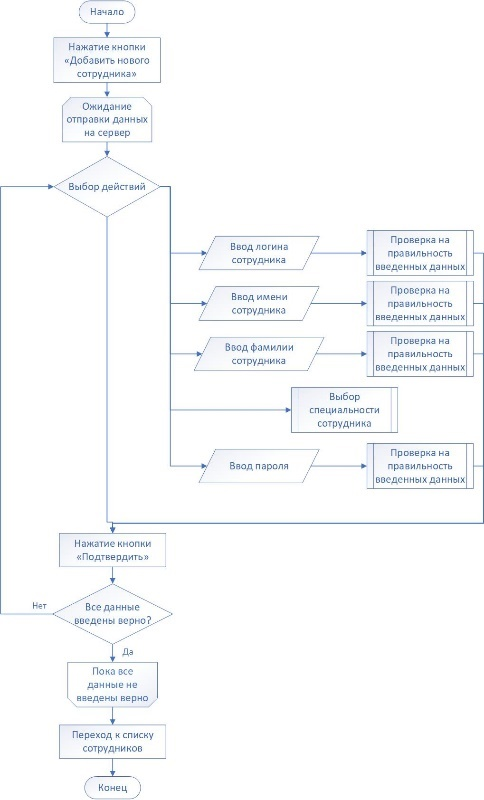 Начало
Нажатие кнопки
«Добавить нового
сотрудника»
Ожидание
отправки данных
на сервер
Выбор действий
Ввод логина
сотрудника
Проверка на
правильность
введенных данных
Ввод имени
сотрудника
Проверка на
правильность
введенных данных
Ввод фамилии
сотрудника
Проверка на
правильность
введенных данных
Выбор
специальности
сотрудника
Ввод пароля
Проверка на
правильность
введенных данных
Нажатие кнопки
«Подтвердить»
Нет
Все данные
введены верно?
Да
Пока все
данные не
введены верно
Переход к списку
сотрудников
Конец